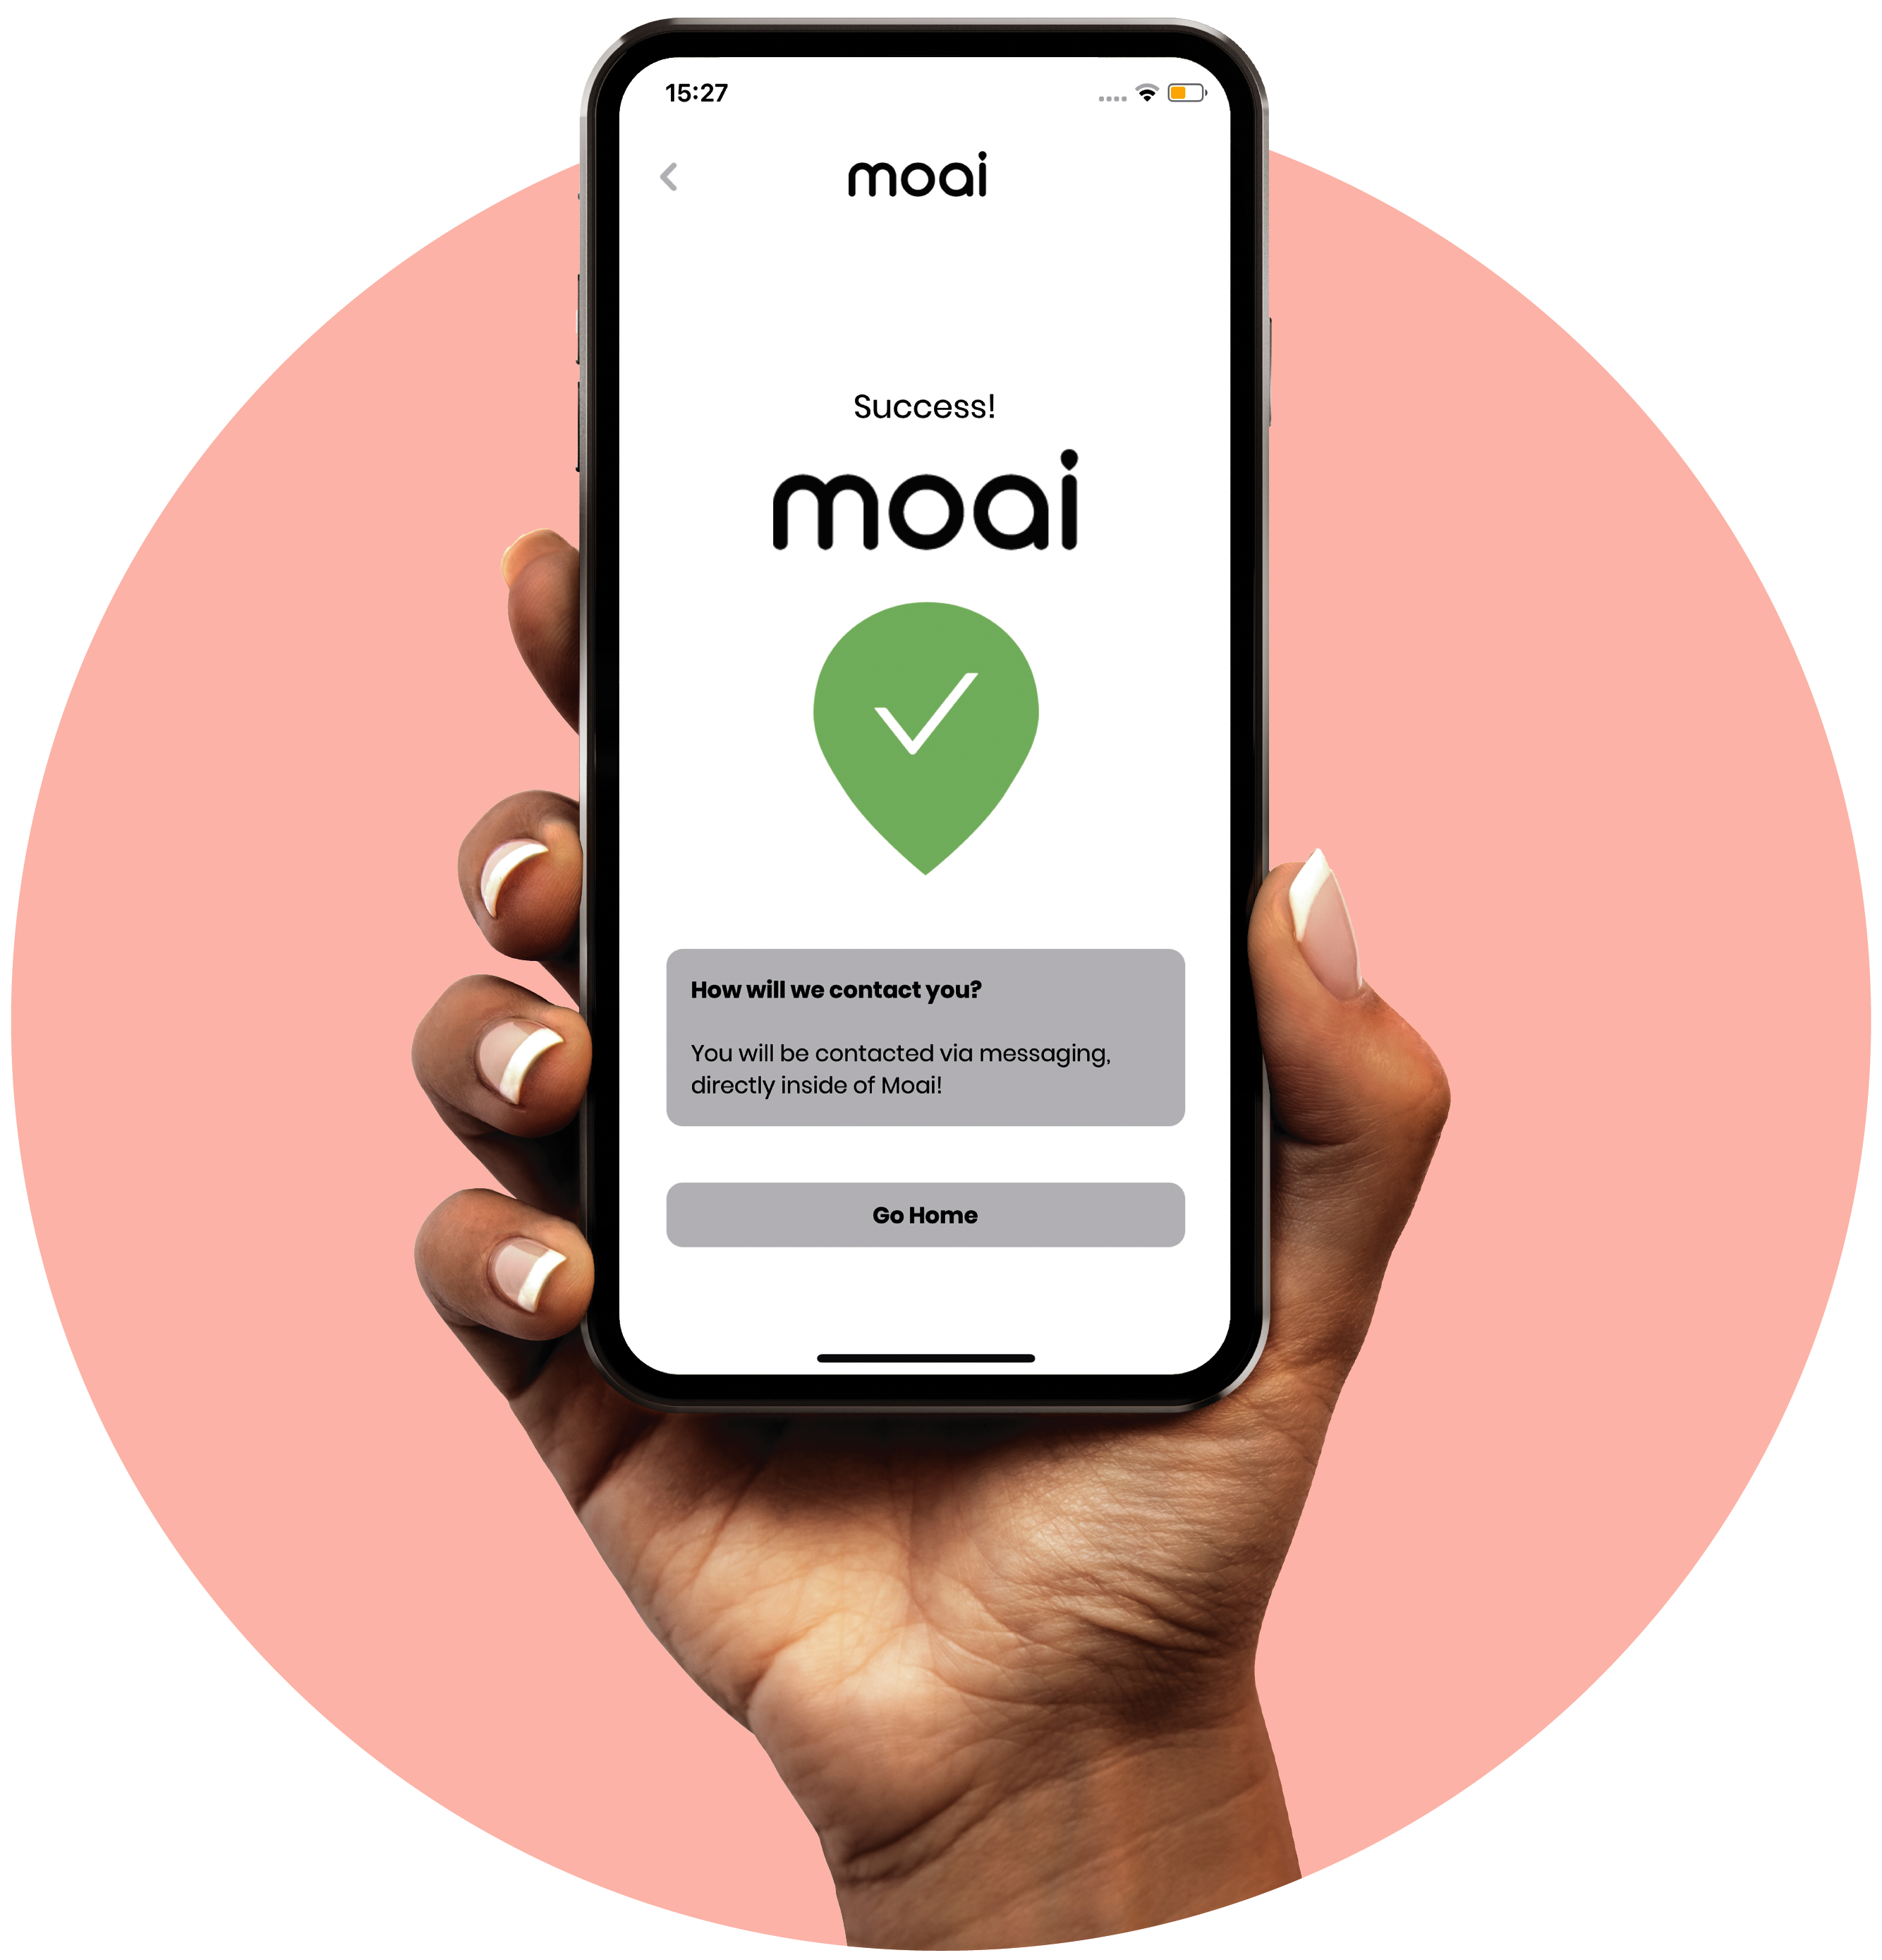 15:27
moai
Success!
moai
How will we contact you?
You will be contacted via messaging,
directly inside of Moai!
Go Home